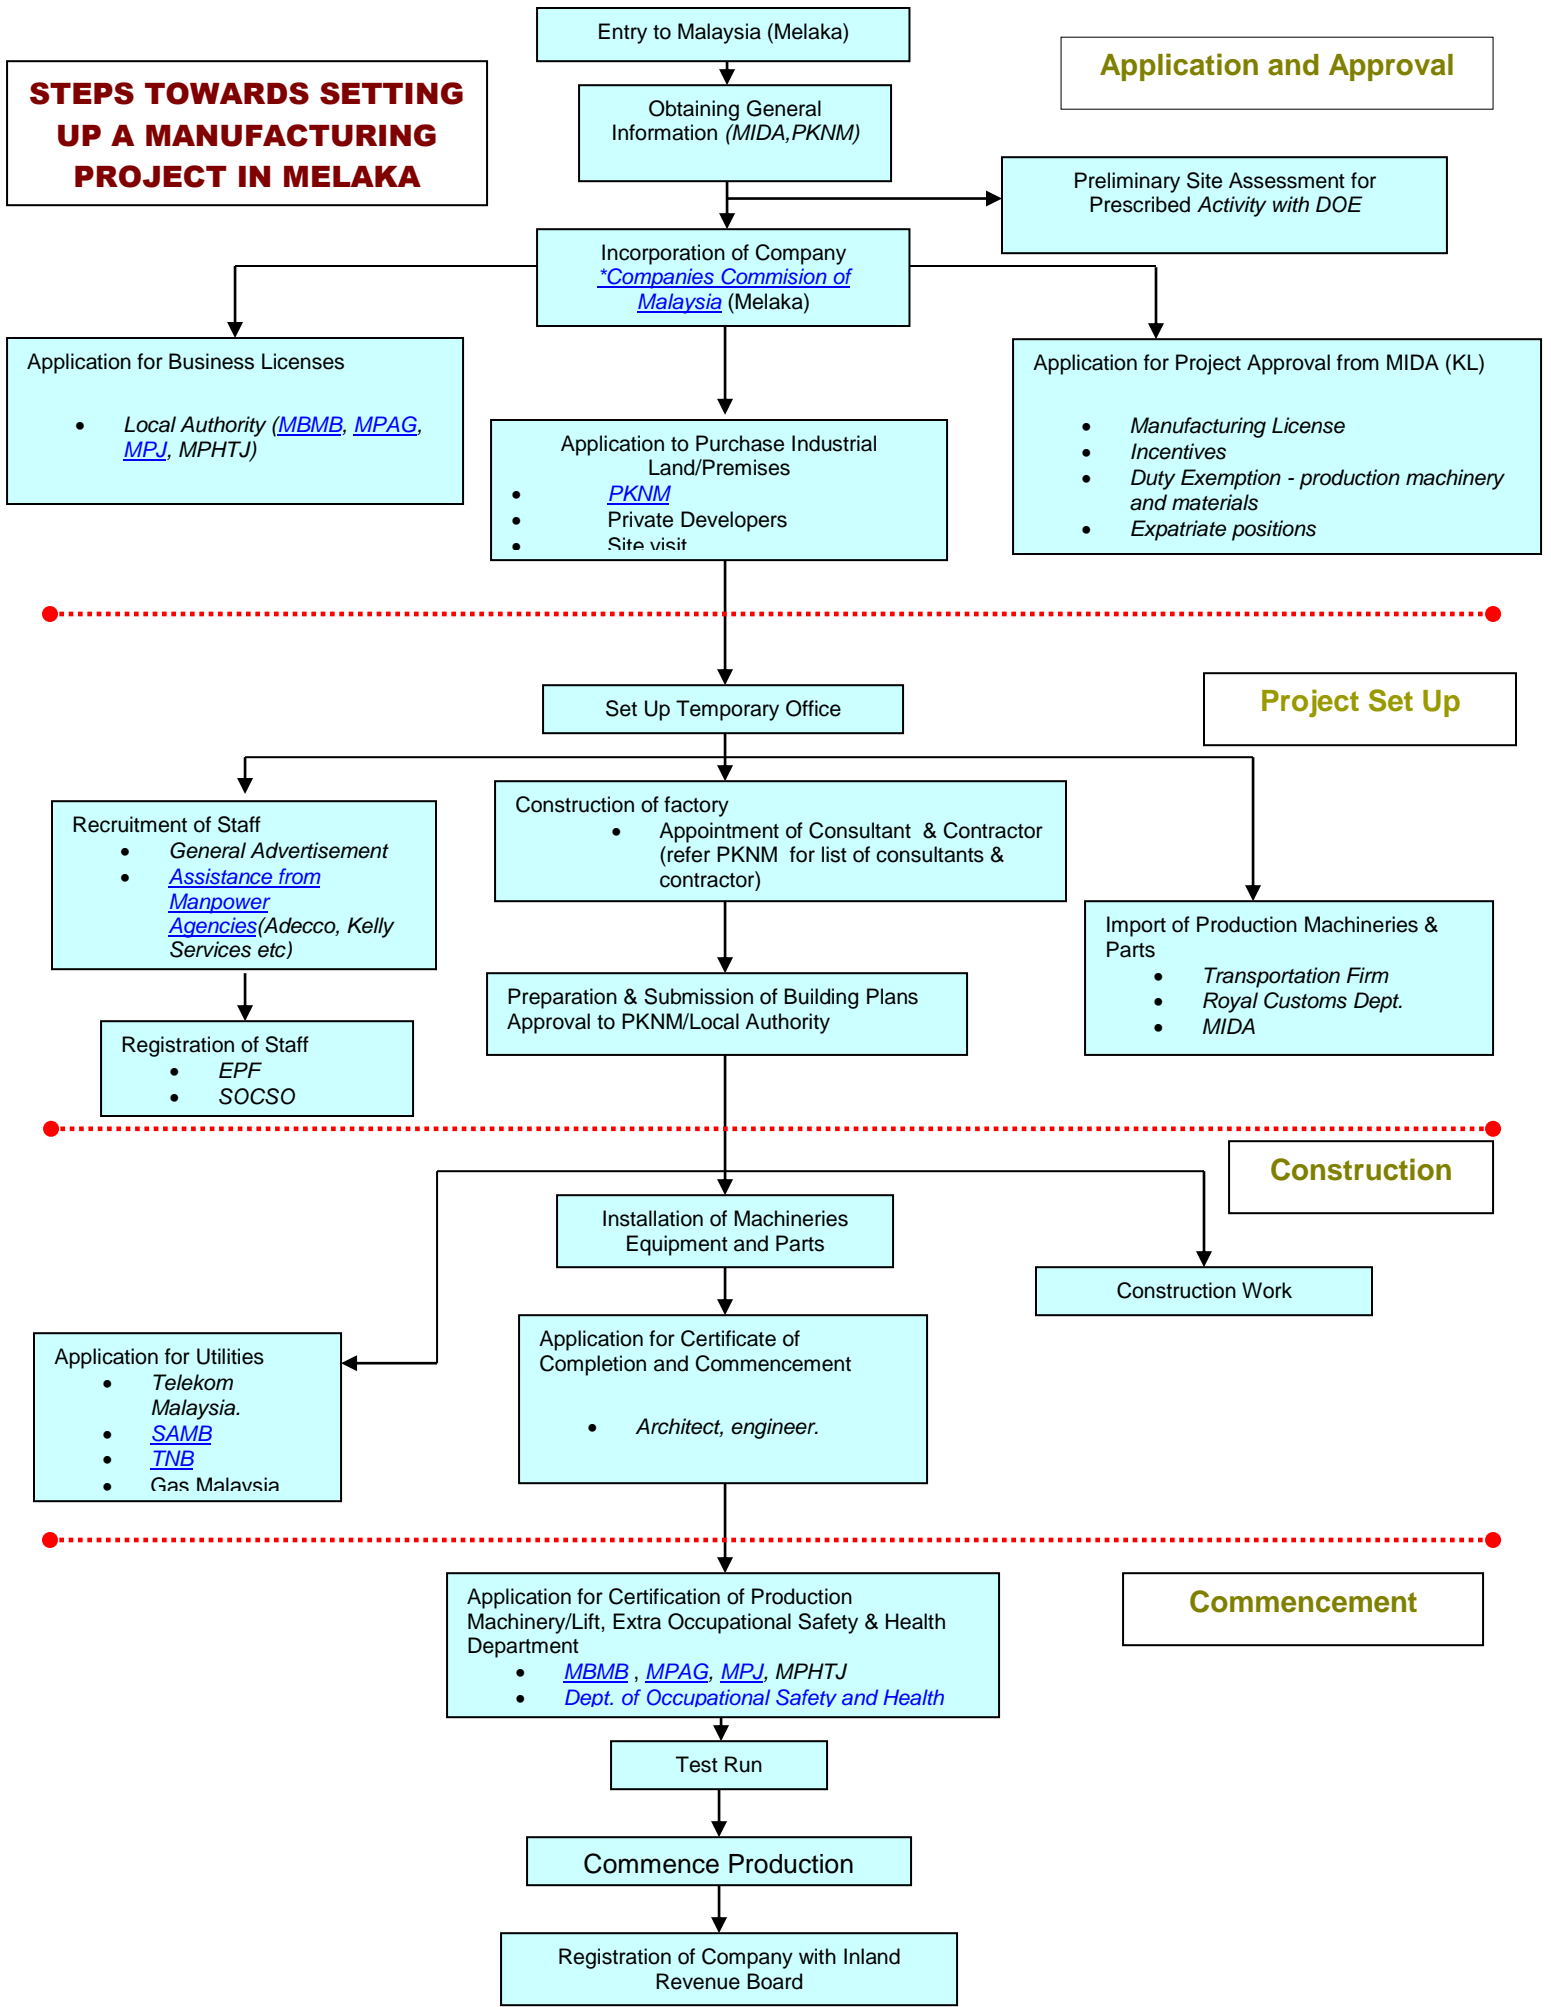 Entry to Malaysia (Melaka)
Application and Approval
STEPS TOWARDS SETTING
UP A MANUFACTURING
PROJECT IN MELAKA
Obtaining General
Information (MIDA,PKNM)
Preliminary Site Assessment for
Prescribed Activity with DOE
Incorporation of Company
*Companies Commision of
Malaysia (Melaka)
Application for Business Licenses
• Local Authority (MBMB, MPAG,
MPJ, MPHTJ)
Application to Purchase Industrial
Land/Premises
• PKNM
• Private Developers
• Site visit
Application for Project Approval from MIDA (KL)
• Manufacturing License
• Incentives
• Duty Exemption - production machinery
and materials
• Expatriate positions
Project Set Up
Set Up Temporary Office
Recruitment of Staff
• General Advertisement
• Assistance from
Manpower
Agencies(Adecco, Kelly
Services etc)
Construction of factory
• Appointment of Consultant & Contractor
(refer PKNM for list of consultants &
contractor)
Import of Production Machineries &
Parts
• Transportation Firm
• Royal Customs Dept.
• MIDA
Preparation & Submission of Building Plans
Approval to PKNM/Local Authority
Registration of Staff
• EPF
• SOCSO
Construction
Installation of Machineries
Equipment and Parts
Construction Work
Application for Utilities
• Telekom
Malaysia.
• SAMB
• TNB
• Gas Malaysia
Application for Certificate of
Completion and Commencement
• Architect, engineer.
Commencement
Application for Certification of Production
Machinery/Lift, Extra Occupational Safety & Health
Department
• MBMB , MPAG, MPJ, MPHTJ
• Dept. of Occupational Safety and Health
Test Run
Commence Production
Registration of Company with Inland
Revenue Board